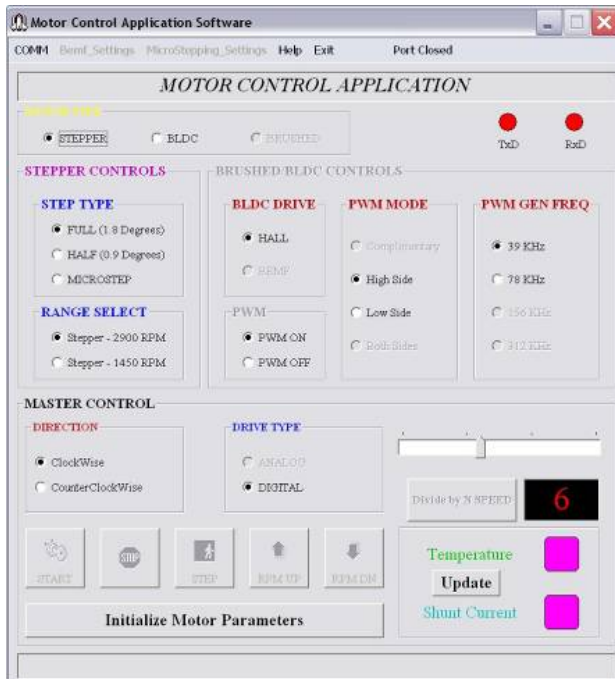 Motor Control Application Software
COMM Bemf_Settings MicroStepping_Settings Help Exit Port Closed
MOTOR CONTROL APPLICATION
STEPPER BLDC BRUSHED
TxD RxD
STEPPER CONTROLS
BRUSHED/BLDC CONTROLS
STEP TYPE
FULL (1.8 Degrees)
HALF (0.9 Degrees)
MICROSTEP
RANGE SELECT
Stepper - 2900 RPM
Stepper - 1450 RPM
BLDC DRIVE
HALL
BEMF
PWM
PWM ON
PWM OFF
PWM MODE
Complimentary
High Side
Low Side
Both Sides
PWM GEN FREQ
39 KHz
78 KHz
156 KHz
312 KHz
MASTER CONTROL
DIRECTION
ClockWise
CounterClockWise
DRIVE TYPE
ANALOG
DIGITAL
Divide by N SPEED
6
START
STOP
STEP
RPM UP
RPM DN
Initialize Motor Parameters
Temperature
Update
Shunt Current